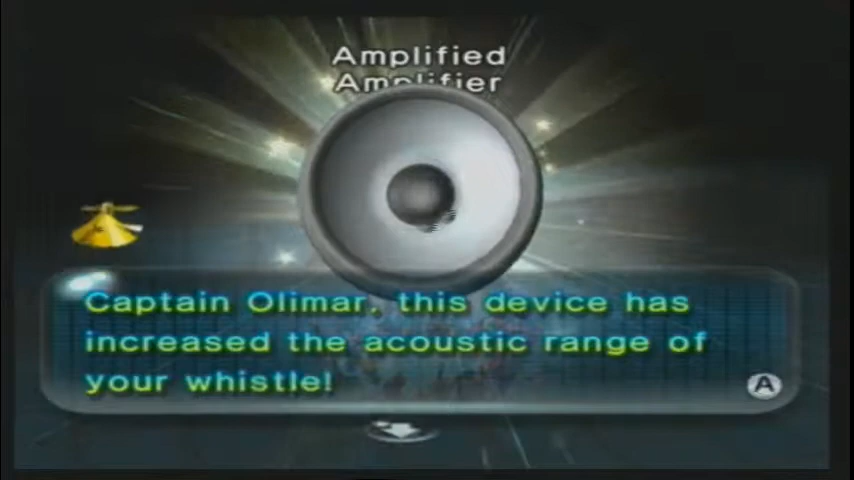 Amplified
Amplifier
Captain Olimar, this device has
increased the acoustic range of
your whistle!
A